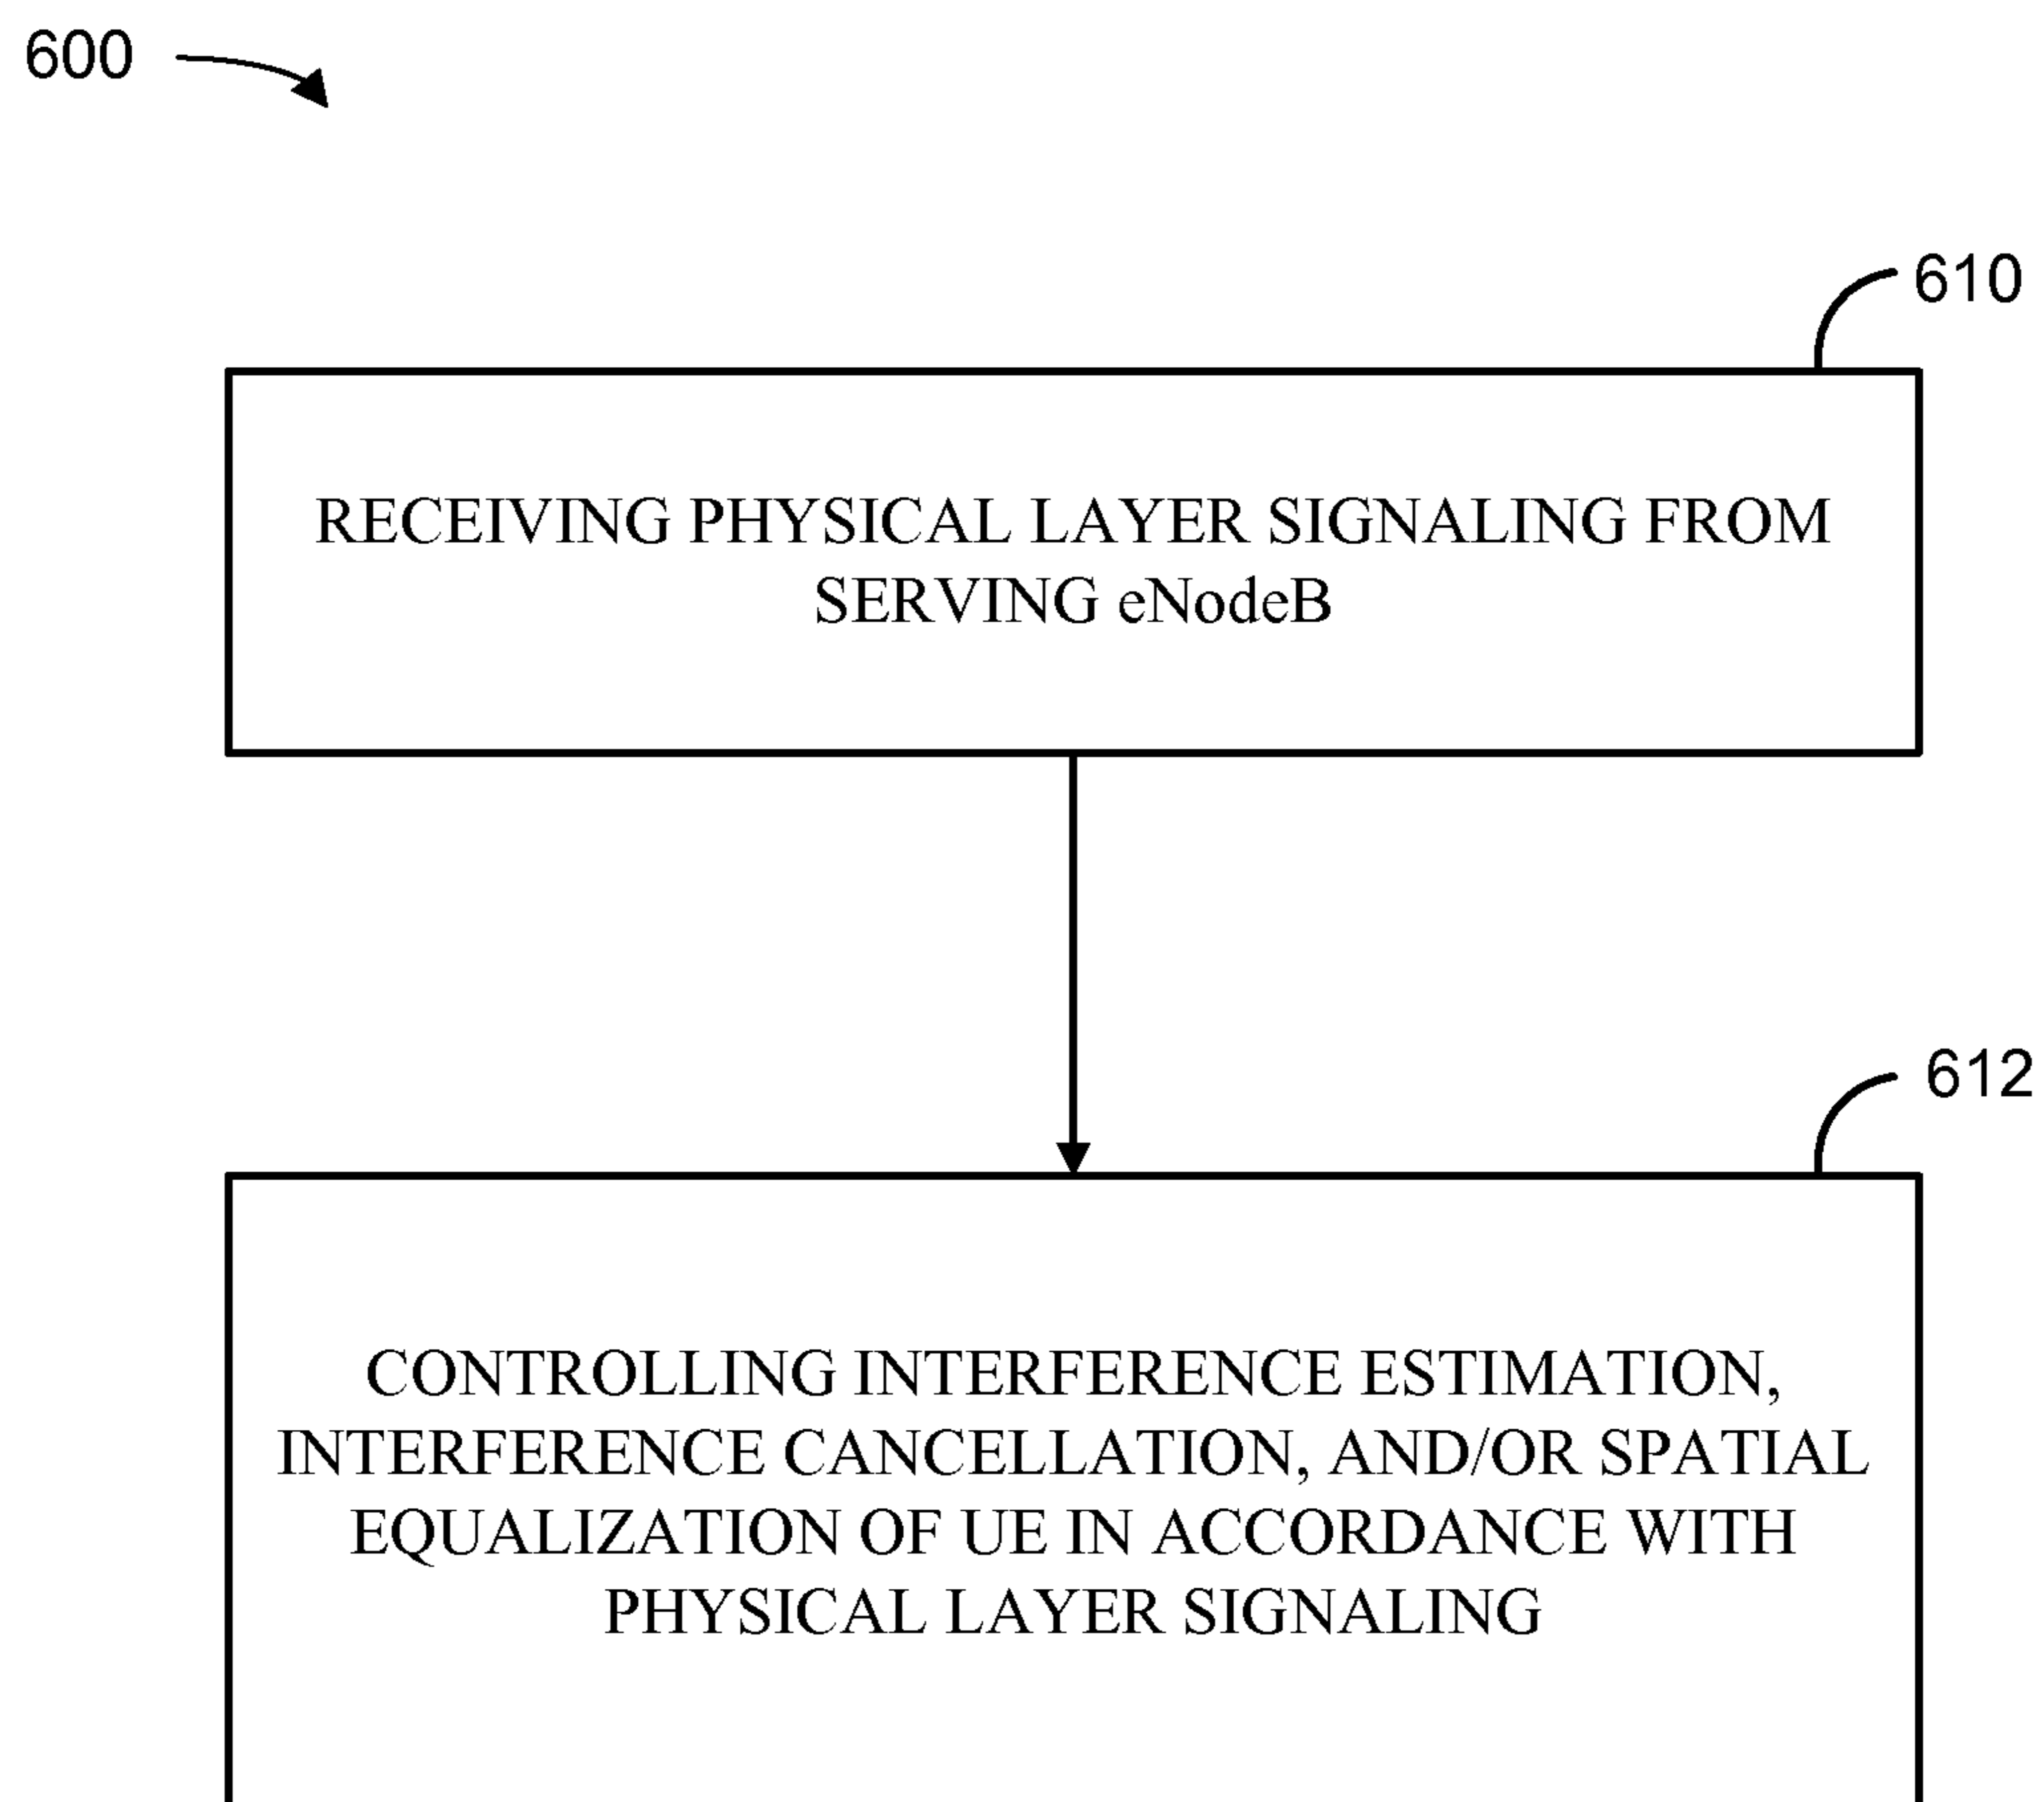 600
610
RECEIVING PHYSICAL LAYER SIGNALING FROM
SERVING eNodeB
612
CONTROLLING INTERFERENCE ESTIMATION,
INTERFERENCE CANCELLATION, AND/OR SPATIAL
EQUALIZATION OF UE IN ACCORDANCE WITH
PHYSICAL LAYER SIGNALING